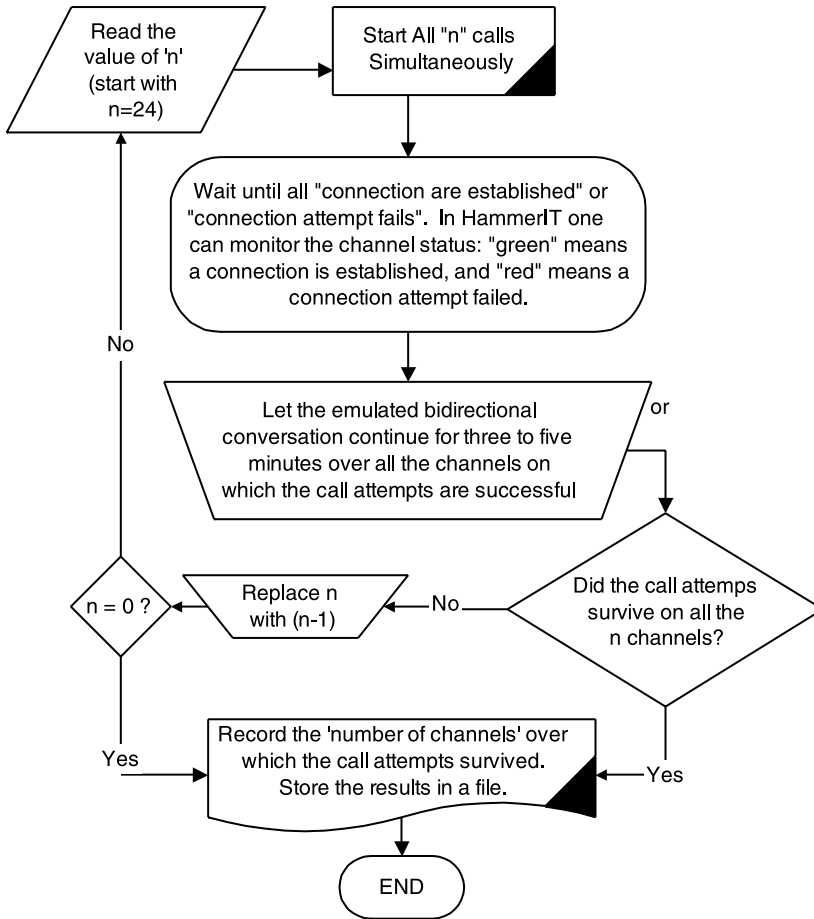 Read the
value of 'n'
(start with
n=24)
Start All "n" calls
Simultaneously
Wait until all "connection are established" or
"connection attempt fails". In HammerIT one
can monitor the channel status: "green" means
a connection is established, and "red" means a
connection attempt failed.
Let the emulated bidirectional
conversation continue for three to five
minutes over all the channels on
which the call attempts are successful
or
Did the call attemps
survive on all the
n channels?
No
Replace n
with (n-1)
n = 0 ?
No
Yes
Yes
Record the 'number of channels' over
which the call attempts survived.
Store the results in a file.
END